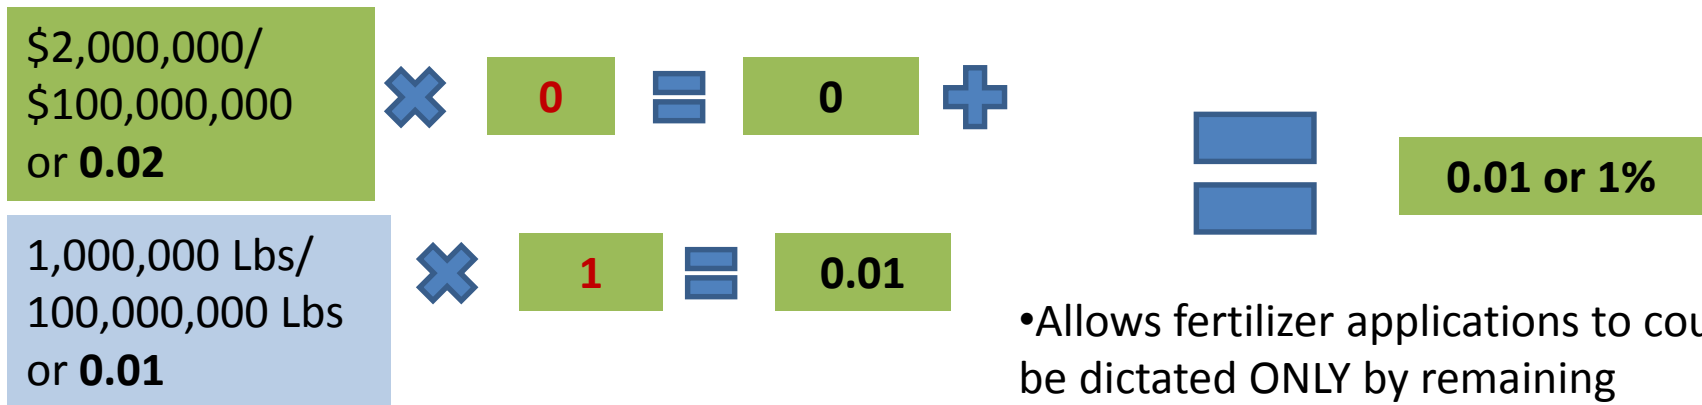 $2,000,000/
$100,000,000
or 0.02
0
0
1,000,000 Lbs/
100,000,000 Lbs
or 0.01
1
0.01
0.01 or 1%
•Allows fertilizer applications to
be dictated ONLY by remaining